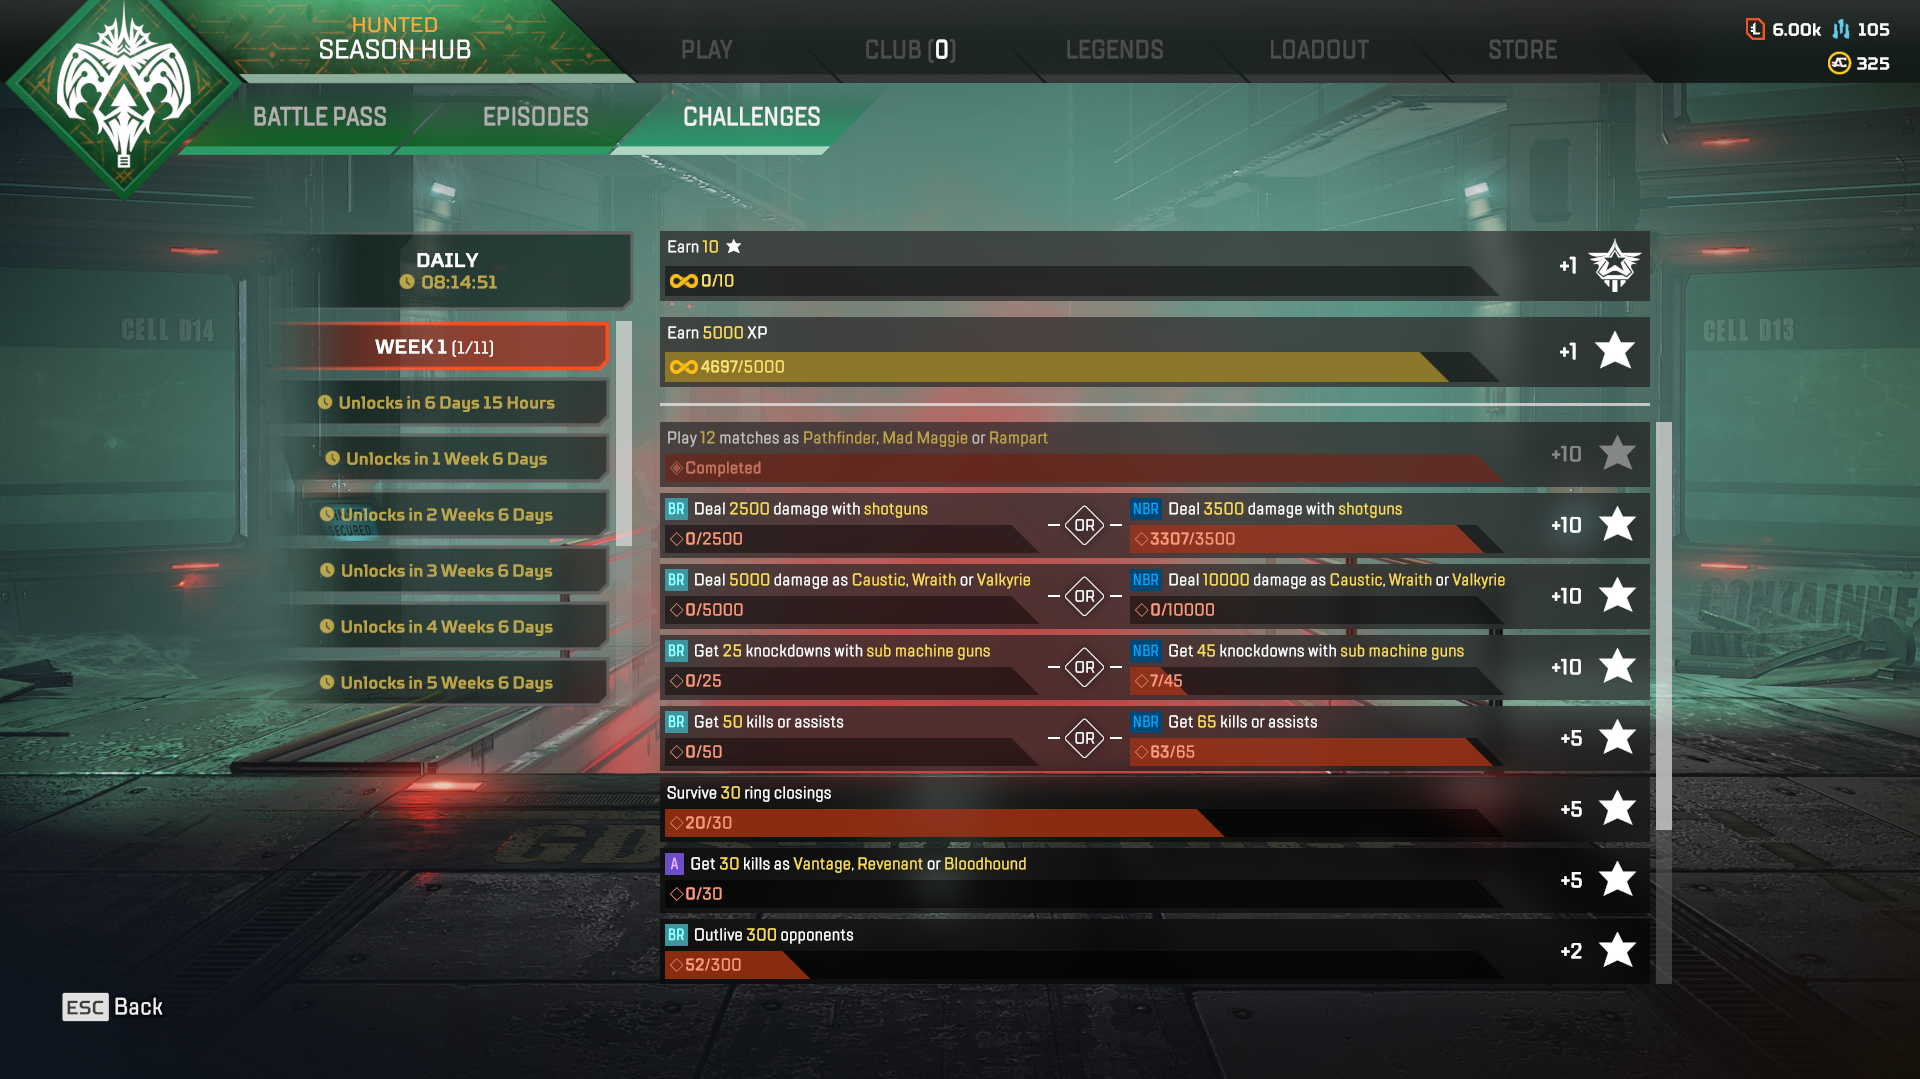 HUNTED
SEASON HUB
PLAY
CLUB (0)
LEGENDS
LOADOUT
STORE
6.00k 105
325
BATTLE PASS
EPISODES
CHALLENGES
DAILY
08:14:51
WEEK 1 (1/11)
Unlocks in 6 Days 15 Hours
Unlocks in 1 Week 6 Days
Unlocks in 2 Weeks 6 Days
Unlocks in 3 Weeks 6 Days
Unlocks in 4 Weeks 6 Days
Unlocks in 5 Weeks 6 Days
SECURED
CELL D14
CELL D13
Earn 10
0/10
+1
Earn 5000 XP
4697/5000
+1
Play 12 matches as Pathfinder, Mad Maggie or Rampart
Completed
+10
BR Deal 2500 damage with shotguns
0/2500
OR
NBR Deal 3500 damage with shotguns
3307/3500
+10
BR Deal 5000 damage as Caustic, Wraith or Valkyrie
0/5000
OR
NBR Deal 10000 damage as Caustic, Wraith or Valkyrie
0/10000
+10
BR Get 25 knockdowns with sub machine guns
0/25
OR
NBR Get 45 knockdowns with sub machine guns
7/45
+10
BR Get 50 kills or assists
0/50
OR
NBR Get 65 kills or assists
63/65
+5
Survive 30 ring closings
20/30
+5
A Get 30 kills as Vantage, Revenant or Bloodhound
0/30
+5
BR Outlive 300 opponents
52/300
+2
ESC Back